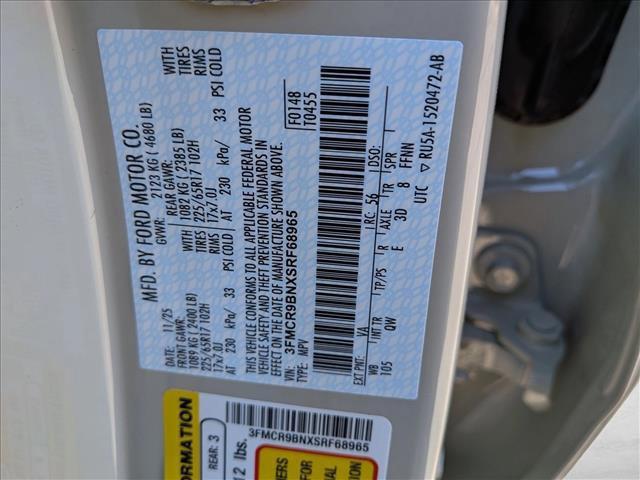 MFD. BY FORD MOTOR CO.
11/25
GVWR: 2123 KG ( 4680 LB)
FRONT GAWR: REAR GAWR:
1089 KG ( 2400 LB) 1082 KG ( 2385 LB) WITH
225/65R17 102H 225/65R17 102H TIRES
17x7.0J 17x7.0J RIMS
AT 230 kPa/ 33 PSI COLD AT 230 kPa/ 33 PSI COLD
THIS VEHICLE CONFORMS TO ALL APPLICABLE FEDERAL MOTOR
VEHICLE SAFETY AND THEFT PREVENTION STANDARDS IN
EFFECT ON THE DATE OF MANUFACTURE SHOWN ABOVE.
VIN: 3FMCR9BNXSRF68965 F0148
TYPE: MPV T0455
EXT PNT: VA RC: 56 DSO:
WB INT TR TP/PS R AXLE TR SPR
105 QW E 3D 8 FFNN
UTC ▽ RU5A-1520472-AB
FORMATION
REAR: 3
12 lbs.
3FMCR9BNXSRF68965